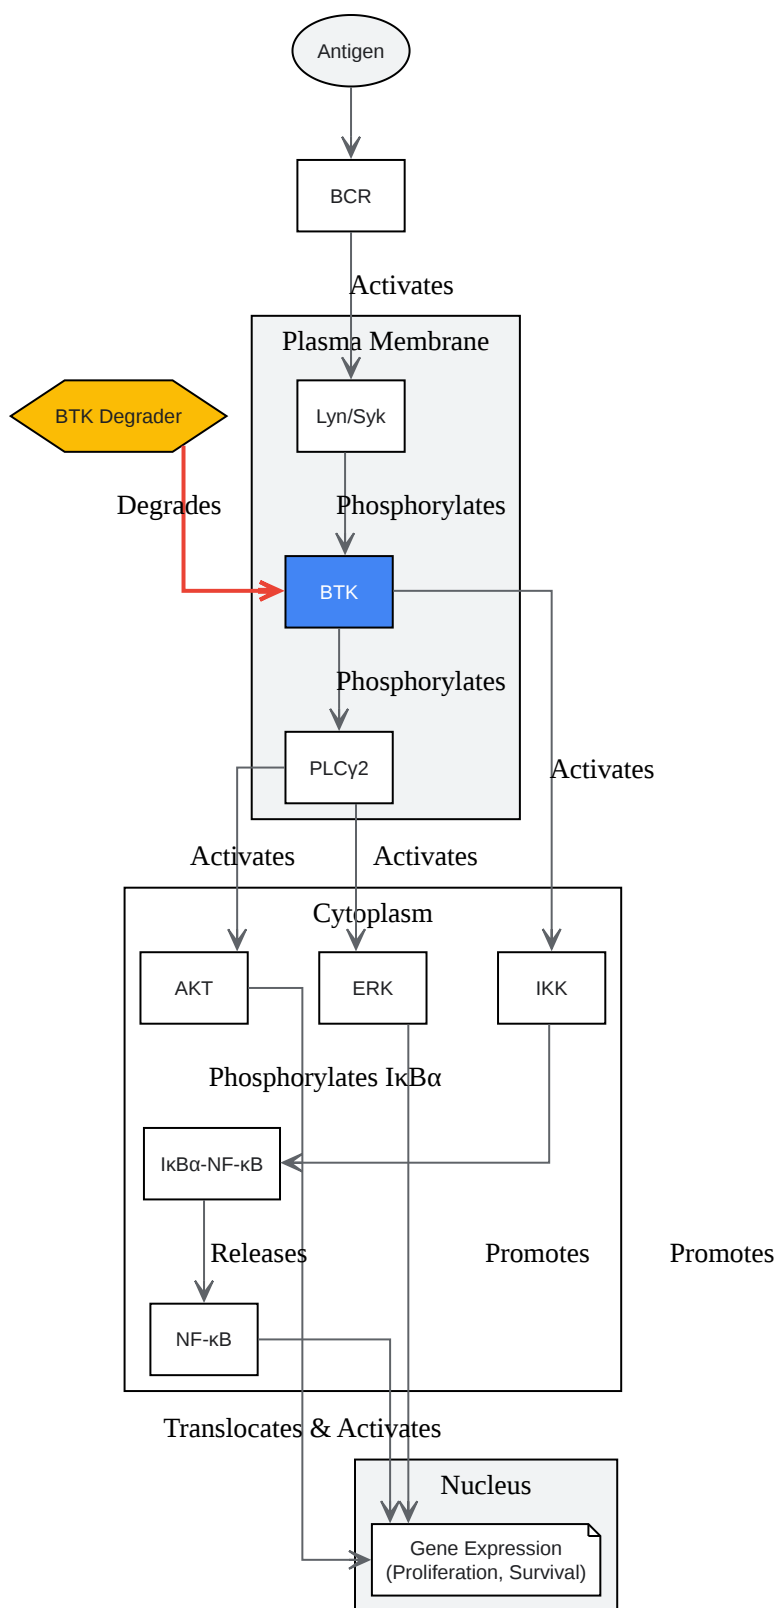 Antigen
BCR
Activates
Plasma Membrane
BTK Degrader
Lyn/Syk
Degrades
Phosphorylates
BTK
Phosphorylates
PLCγ2
Activates
Activates
Activates
Cytoplasm
AKT
ERK
IKK
Phosphorylates IκBα
IκBα-NF-κB
Releases
Promotes
Promotes
NF-κB
Translocates & Activates
Nucleus
Gene Expression
(Proliferation, Survival)